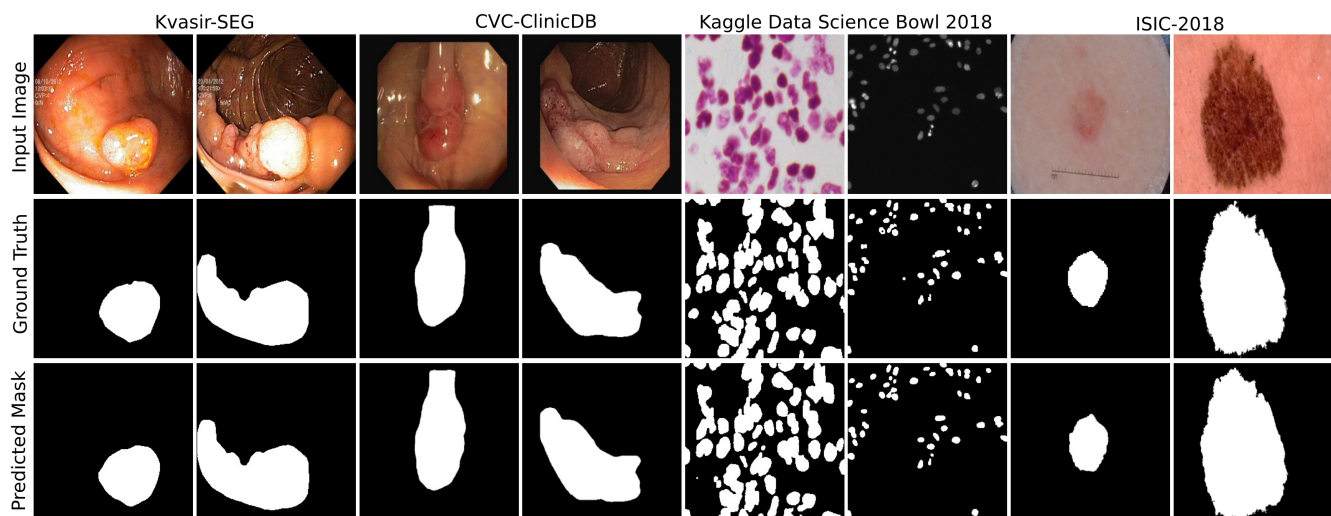 Kvasir-SEG
CVC-ClinicDB
Kaggle Data Science Bowl 2018
ISIC-2018
Input Image
Ground Truth
Predicted Mask